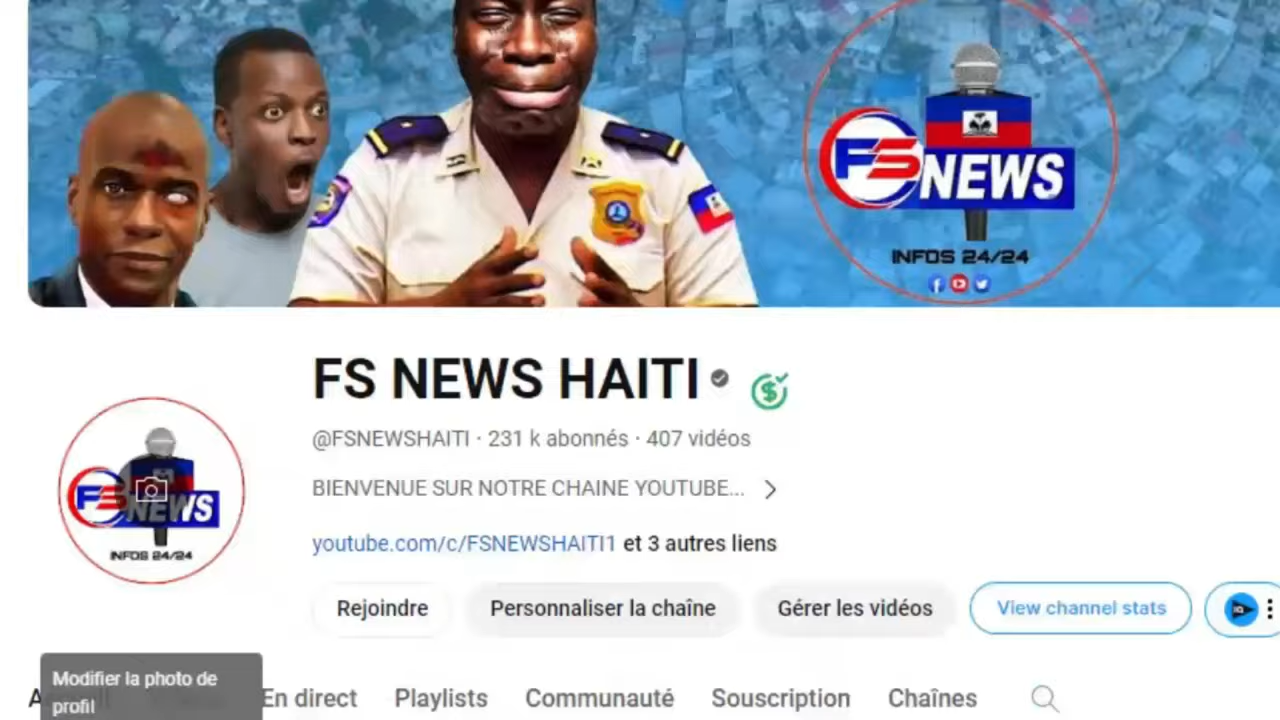 FS NEWS
INFOS 24/24
FS NEWS HAITI
@FSNEWSHAITI · 231 k abonnés · 407 vidéos
BIENVENUE SUR NOTRE CHAINE YOUTUBE...
youtube.com/c/FSNEWSHAITI1 et 3 autres liens
FS NEWS
INFOS 24/24
Rejoindre Personnaliser la chaîne Gérer les vidéos View channel stats
Modifier la photo de
profil
En direct Playlists Communauté Souscription Chaînes